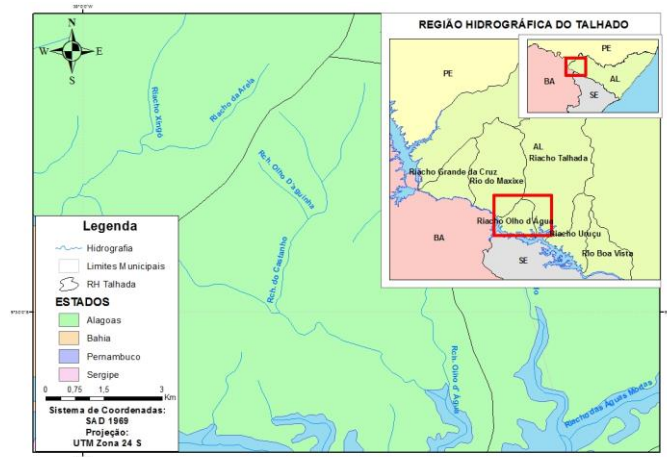 REGIÃO HIDROGRÁFICA DO TALHADO
N
W
E
S
PE
BA
AL
SE
PE
AL
Riacho Talhada
Riacho Grande da Cruz
Rio do Maxixe
Riacho Olho d'Água
Riacho Uruçu
Rio Boa Vista
BA
SE
Riacho Xingó
Riacho da Areia
Rch. Olho D'aguinha
Rch. do Castanho
Rch. Olho d' Água
Riacho das Águas Mortas
Legenda
Hidrografia
Limites Municipais
RH Talhada
ESTADOS
Alagoas
Bahia
Pernambuco
Sergipe
0 0,75 1,5 3
Km
Sistema de Coordenadas:
SAD 1969
Projeção:
UTM Zona 24 S